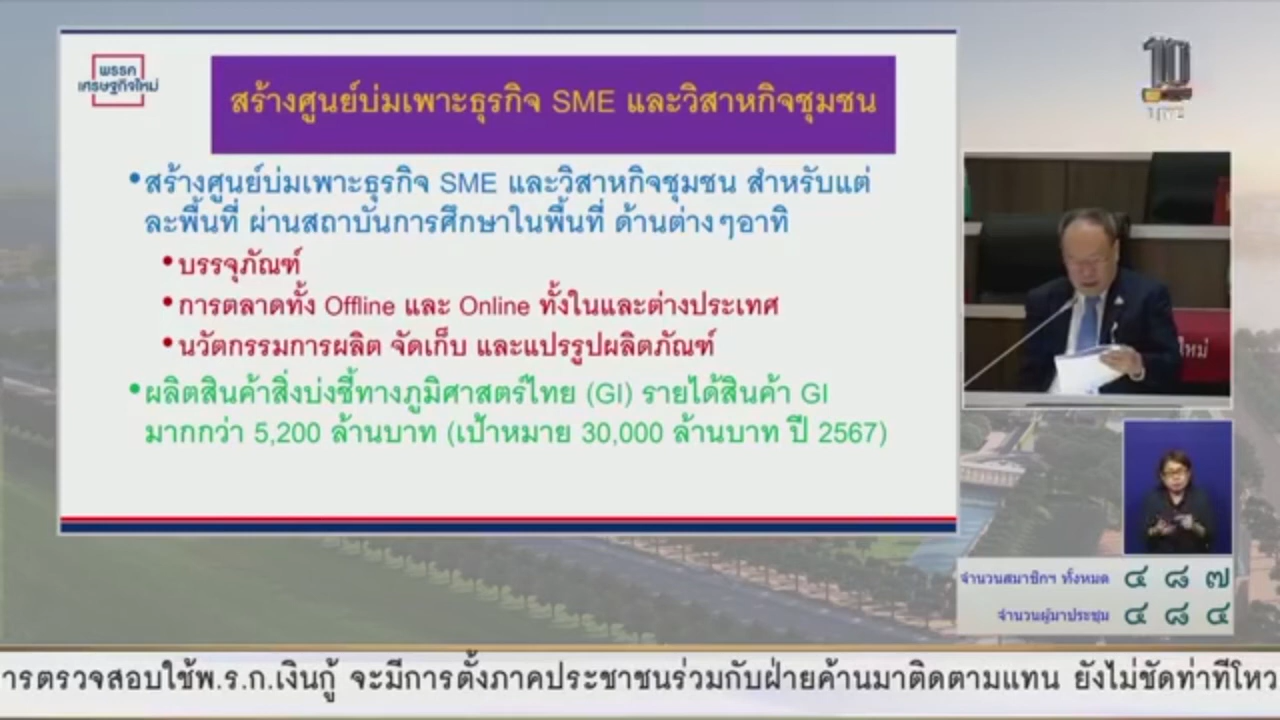 พรรค
เศรษฐกิจใหม่
สร้างศูนย์บ่มเพาะธุรกิจ SME และวิสาหกิจชุมชน
•สร้างศูนย์บ่มเพาะธุรกิจ SME และวิสาหกิจชุมชน สำหรับแต่
ละพื้นที่ ผ่านสถาบันการศึกษาในพื้นที่ ด้านต่างๆอาทิ
•บรรจุภัณฑ์
•การตลาดทั้ง Offline และ Online ทั้งในและต่างประเทศ
•นวัตกรรมการผลิต จัดเก็บ และแปรรูปผลิตภัณฑ์
•ผลิตสินค้าสิ่งบ่งชี้ทางภูมิศาสตร์ไทย (GI) รายได้สินค้า GI
มากกว่า 5,200 ล้านบาท (เป้าหมาย 30,000 ล้านบาท ปี 2567)
10
ใหม่
จำนวนสมาชิกฯ ทั้งหมด ๔ ๘ ๗
จำนวนผู้มาประชุม ๔ ๘ ๔
ารตรวจสอบใช้พ.ร.ก.เงินกู้ จะมีการตั้งภาคประชาชนร่วมกับฝ่ายค้านมาติดตามแทน ยังไม่ชัดท่าทีโหว